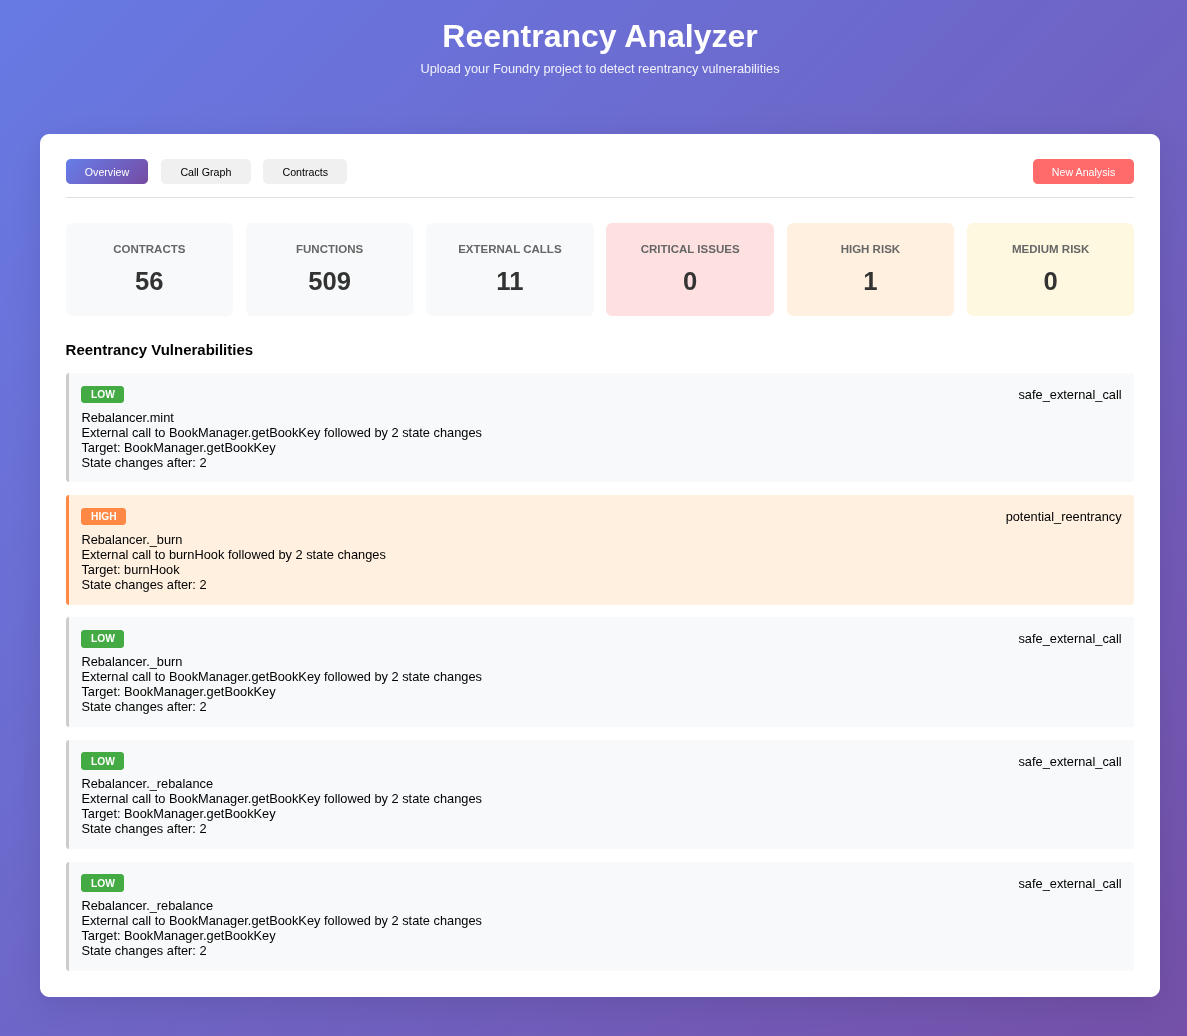 Reentrancy Analyzer
Upload your Foundry project to detect reentrancy vulnerabilities
Overview
Call Graph
Contracts
New Analysis
CONTRACTS
56
FUNCTIONS
509
EXTERNAL CALLS
11
CRITICAL ISSUES
0
HIGH RISK
1
MEDIUM RISK
0
Reentrancy Vulnerabilities
LOW
safe_external_call
Rebalancer.mint
External call to BookManager.getBookKey followed by 2 state changes
Target: BookManager.getBookKey
State changes after: 2
HIGH
potential_reentrancy
Rebalancer._burn
External call to burnHook followed by 2 state changes
Target: burnHook
State changes after: 2
LOW
safe_external_call
Rebalancer._burn
External call to BookManager.getBookKey followed by 2 state changes
Target: BookManager.getBookKey
State changes after: 2
LOW
safe_external_call
Rebalancer._rebalance
External call to BookManager.getBookKey followed by 2 state changes
Target: BookManager.getBookKey
State changes after: 2
LOW
safe_external_call
Rebalancer._rebalance
External call to BookManager.getBookKey followed by 2 state changes
Target: BookManager.getBookKey
State changes after: 2